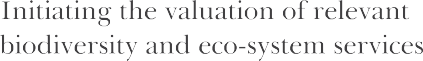 Initiating the valuation of relevant
biodiversity and eco-system services